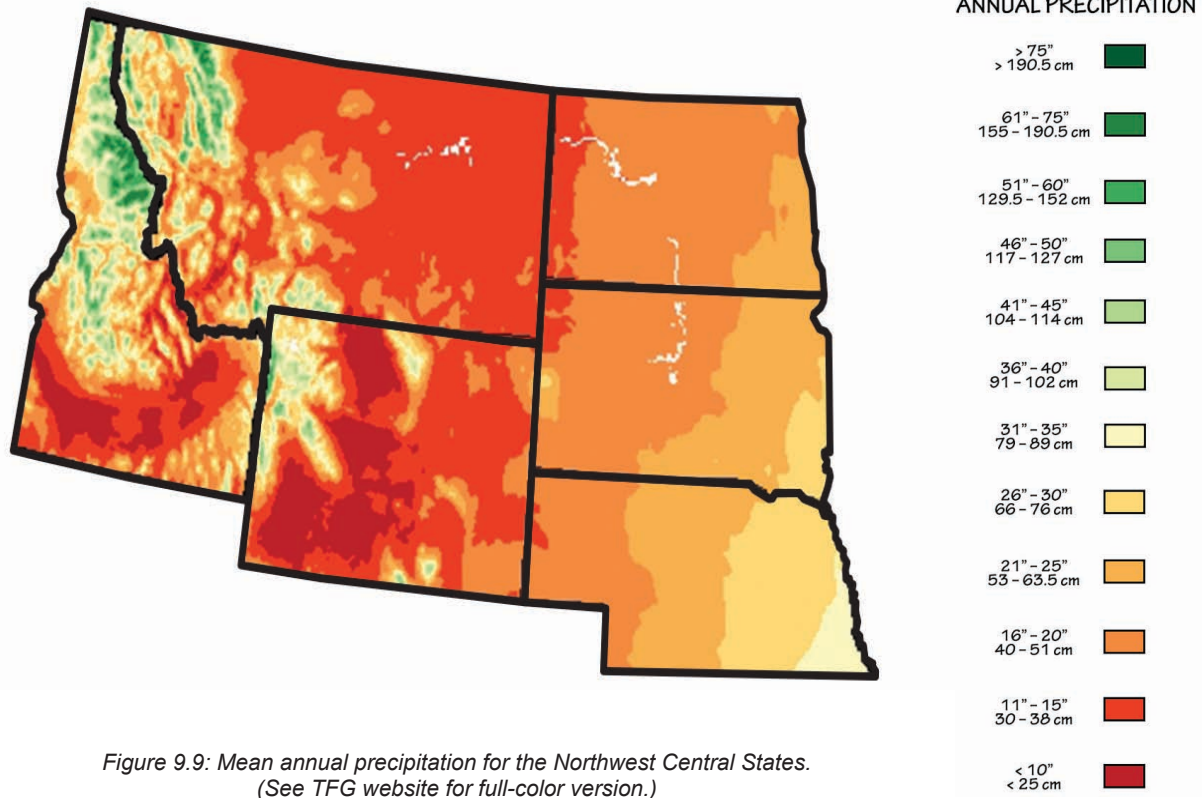 ANNUAL PRECIPITATION
> 75”
> 190.5 cm
61” – 75”
155 – 190.5 cm
51” – 60”
129.5 – 152 cm
46” – 50”
117 – 127 cm
41” – 45”
104 – 114 cm
36” – 40”
91 – 102 cm
31” – 35”
79 – 89 cm
26” – 30”
66 – 76 cm
21” – 25”
53 – 63.5 cm
16” – 20”
40 – 51 cm
11” – 15”
30 – 38 cm
< 10”
< 25 cm
Figure 9.9: Mean annual precipitation for the Northwest Central States.
(See TFG website for full-color version.)